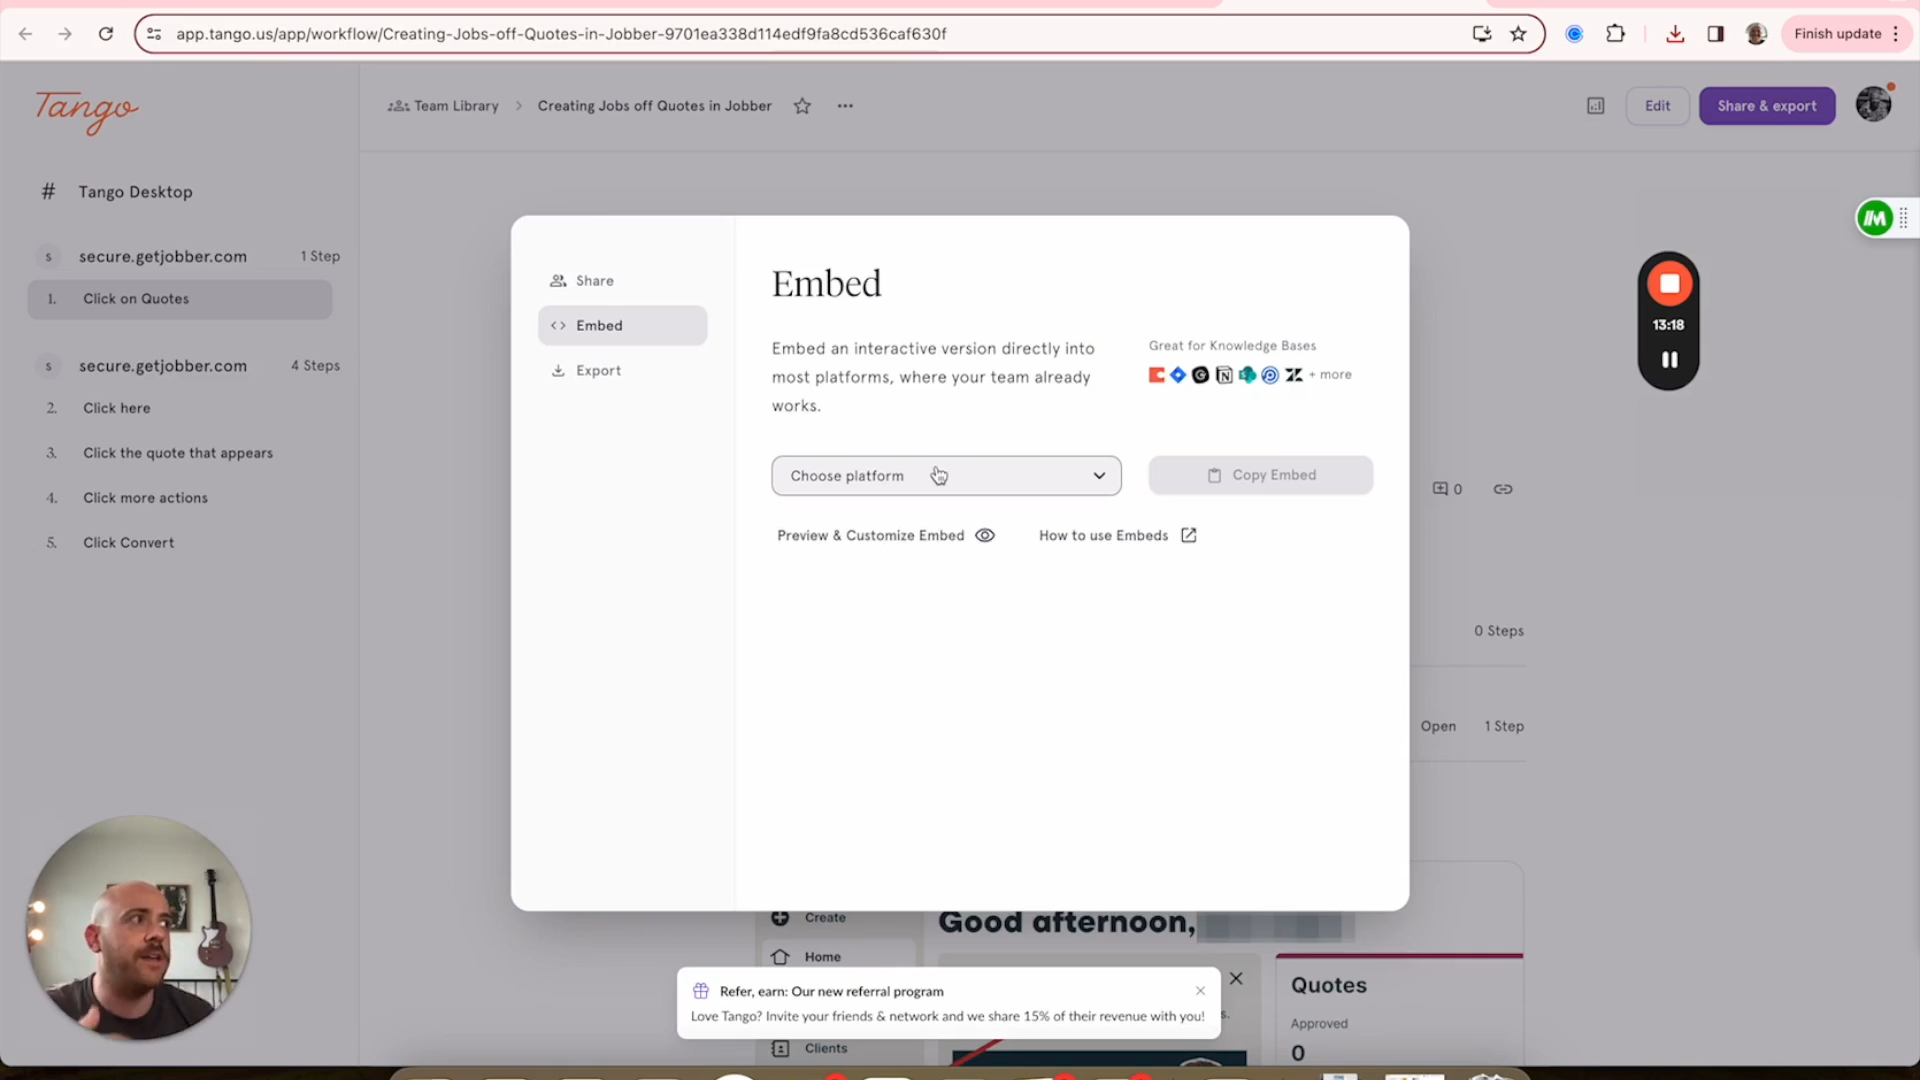 app.tango.us/app/workflow/Creating-Jobs-off-Quotes-in-Jobber-9701ea338d114edf9fa8cd536caf630f
Finish update
Tango
Team Library > Creating Jobs off Quotes in Jobber
Edit
Share & export
# Tango Desktop
s secure.getjobber.com 1 Step
1. Click on Quotes
s secure.getjobber.com 4 Steps
2. Click here
3. Click the quote that appears
4. Click more actions
5. Click Convert
Share
Embed
Export
Embed
Embed an interactive version directly into
most platforms, where your team already
works.
Great for Knowledge Bases
+ more
Choose platform
Copy Embed
Preview & Customize Embed
How to use Embeds
13:18
0
0 Steps
Open 1 Step
Create
Good afternoon,
Home
Quotes
Approved
0
Refer, earn: Our new referral program
Love Tango? Invite your friends & network and we share 15% of their revenue with you!
s.
Clients